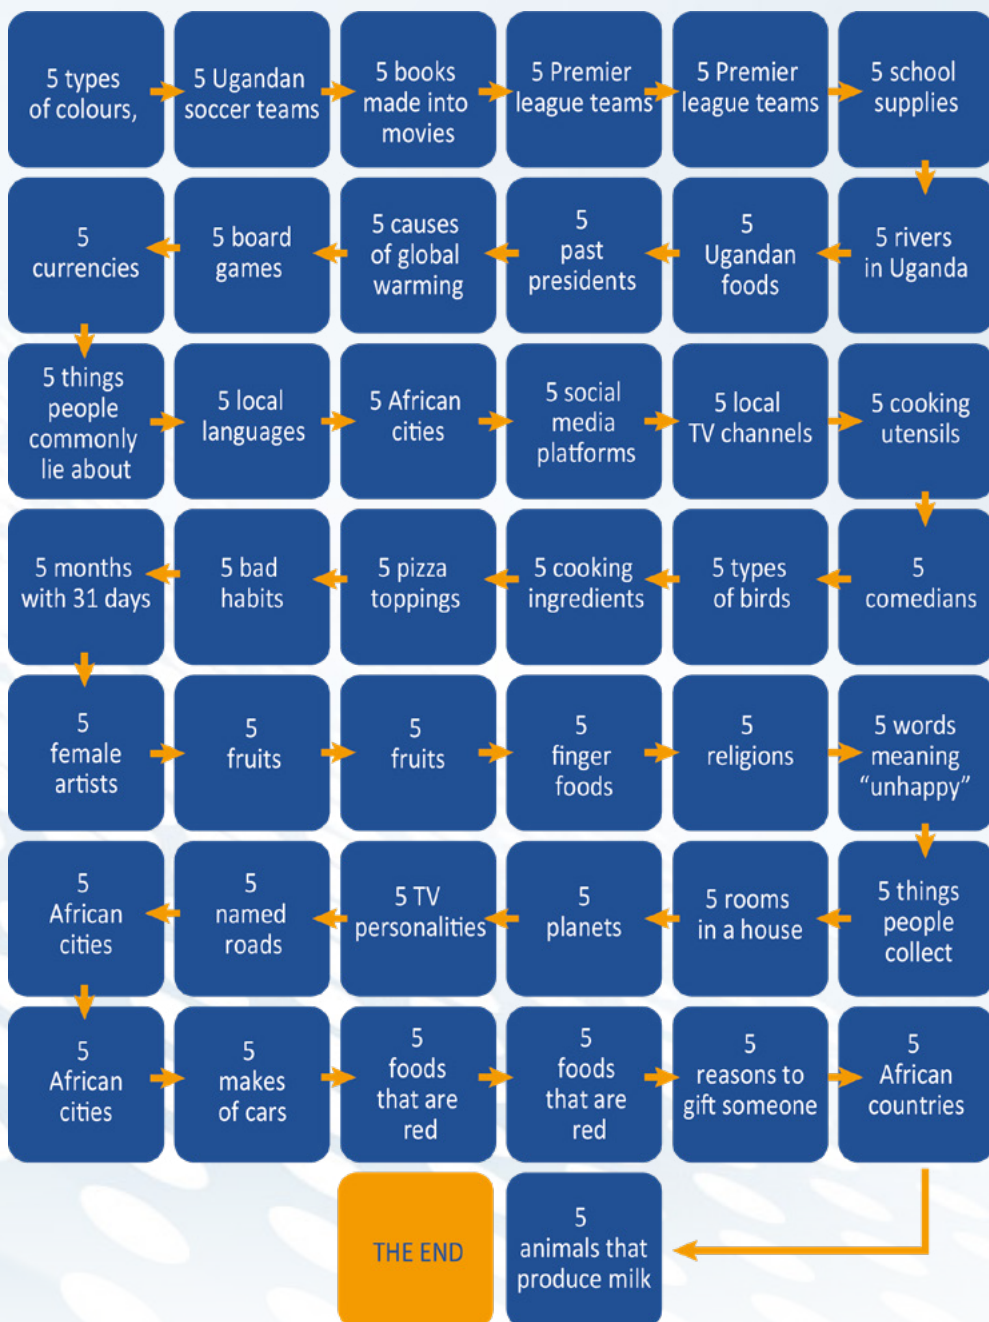 5 types
of colours,
5 Ugandan
soccer teams
5 books
made into
movies
5 Premier
league teams
5 Premier
league teams
5 school
supplies
5 rivers
in Uganda
5
Ugandan
foods
5
past
presidents
5 causes
of global
warming
5 board
games
5
currencies
5 things
people
commonly
lie about
5 local
languages
5 African
cities
5 social
media
platforms
5 local
TV channels
5 cooking
utensils
5
comedians
5 types
of birds
5 cooking
ingredients
5 pizza
toppings
5 bad
habits
5 months
with 31 days
5
female
artists
5
fruits
5
fruits
5
finger
foods
5
religions
5 words
meaning
“unhappy”
5 things
people
collect
5 rooms
in a house
5
planets
5 TV
personalities
5
named
roads
5
African
cities
5
African
cities
5
makes
of cars
5
foods
that are
red
5
foods
that are
red
5
reasons to
gift someone
5
African
countries
5
animals that
produce milk
THE END